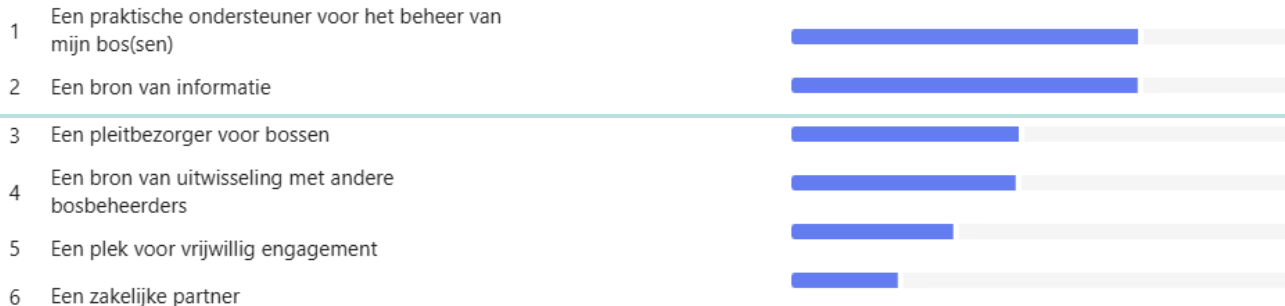 1 Een praktische ondersteuner voor het beheer van
mijn bos(sen)
2 Een bron van informatie
3 Een pleitbezorger voor bossen
4 Een bron van uitwisseling met andere
bosbeheerders
5 Een plek voor vrijwillig engagement
6 Een zakelijke partner